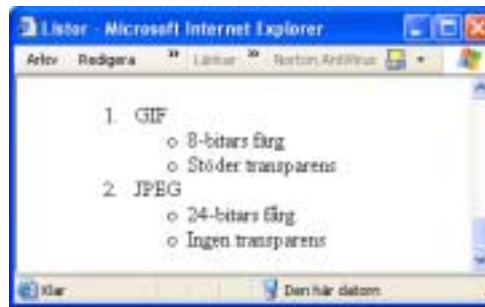 Listor - Microsoft Internet Explorer
Arkiv Redigera » Länkar » Norton AntiVirus
1. GIF
o 8-bitars färg
o Stöder transparens
2. JPEG
o 24-bitars färg
o Ingen transparens
Klar Den här datorn